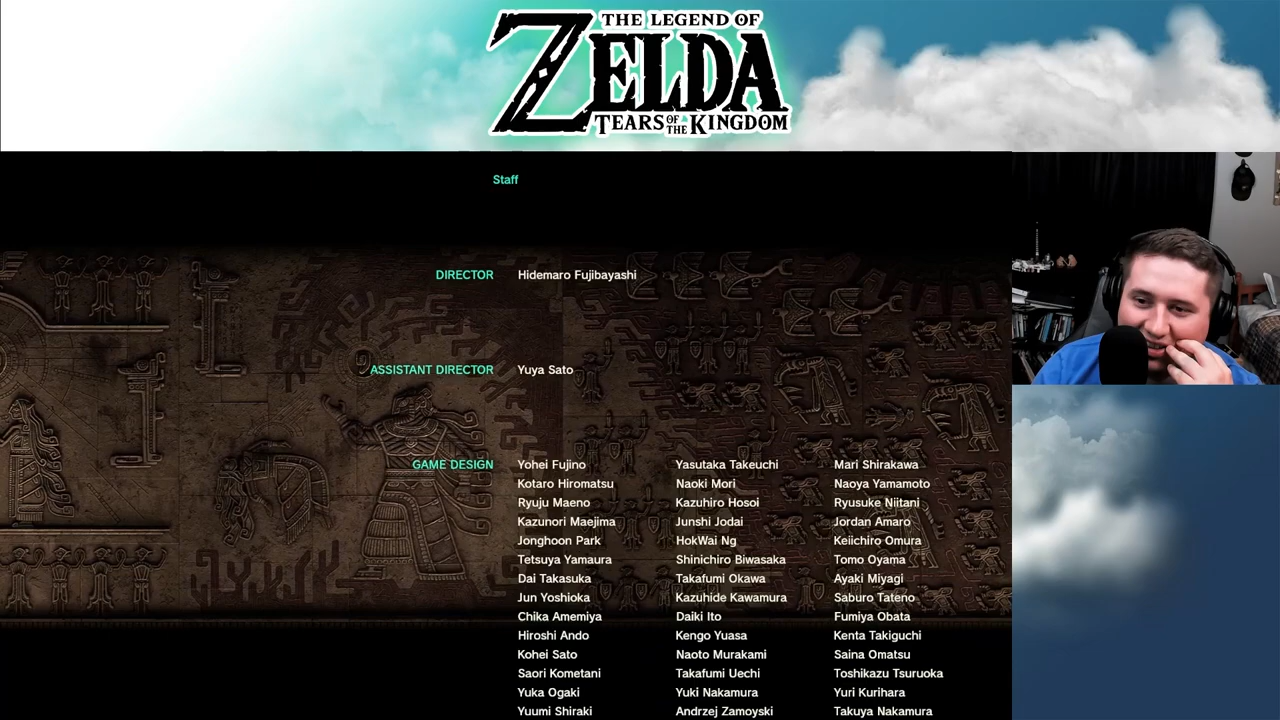 THE LEGEND OF
ZELDA
TEARS OF THE KINGDOM
Staff
DIRECTOR Hidemaro Fujibayashi
ASSISTANT DIRECTOR Yuya Sato
GAME DESIGN Yohei Fujino Yasutaka Takeuchi Mari Shirakawa
Kotaro Hiromatsu Naoki Mori Naoya Yamamoto
Ryuju Maeno Kazuhiro Hosoi Ryusuke Niitani
Kazunori Maejima Junshi Jodai Jordan Amaro
Jonghoon Park HokWai Ng Keiichiro Omura
Tetsuya Yamaura Shinichiro Biwasaka Tomo Oyama
Dai Takasuka Takafumi Okawa Ayaki Miyagi
Jun Yoshioka Kazuhide Kawamura Saburo Tateno
Chika Amemiya Daiki Ito Fumiya Obata
Hiroshi Ando Kengo Yuasa Kenta Takiguchi
Kohei Sato Naoto Murakami Saina Omatsu
Saori Kometani Takafumi Uechi Toshikazu Tsuruoka
Yuka Ogaki Yuki Nakamura Yuri Kurihara
Yuumi Shiraki Andrzej Zamoyski Takuya Nakamura